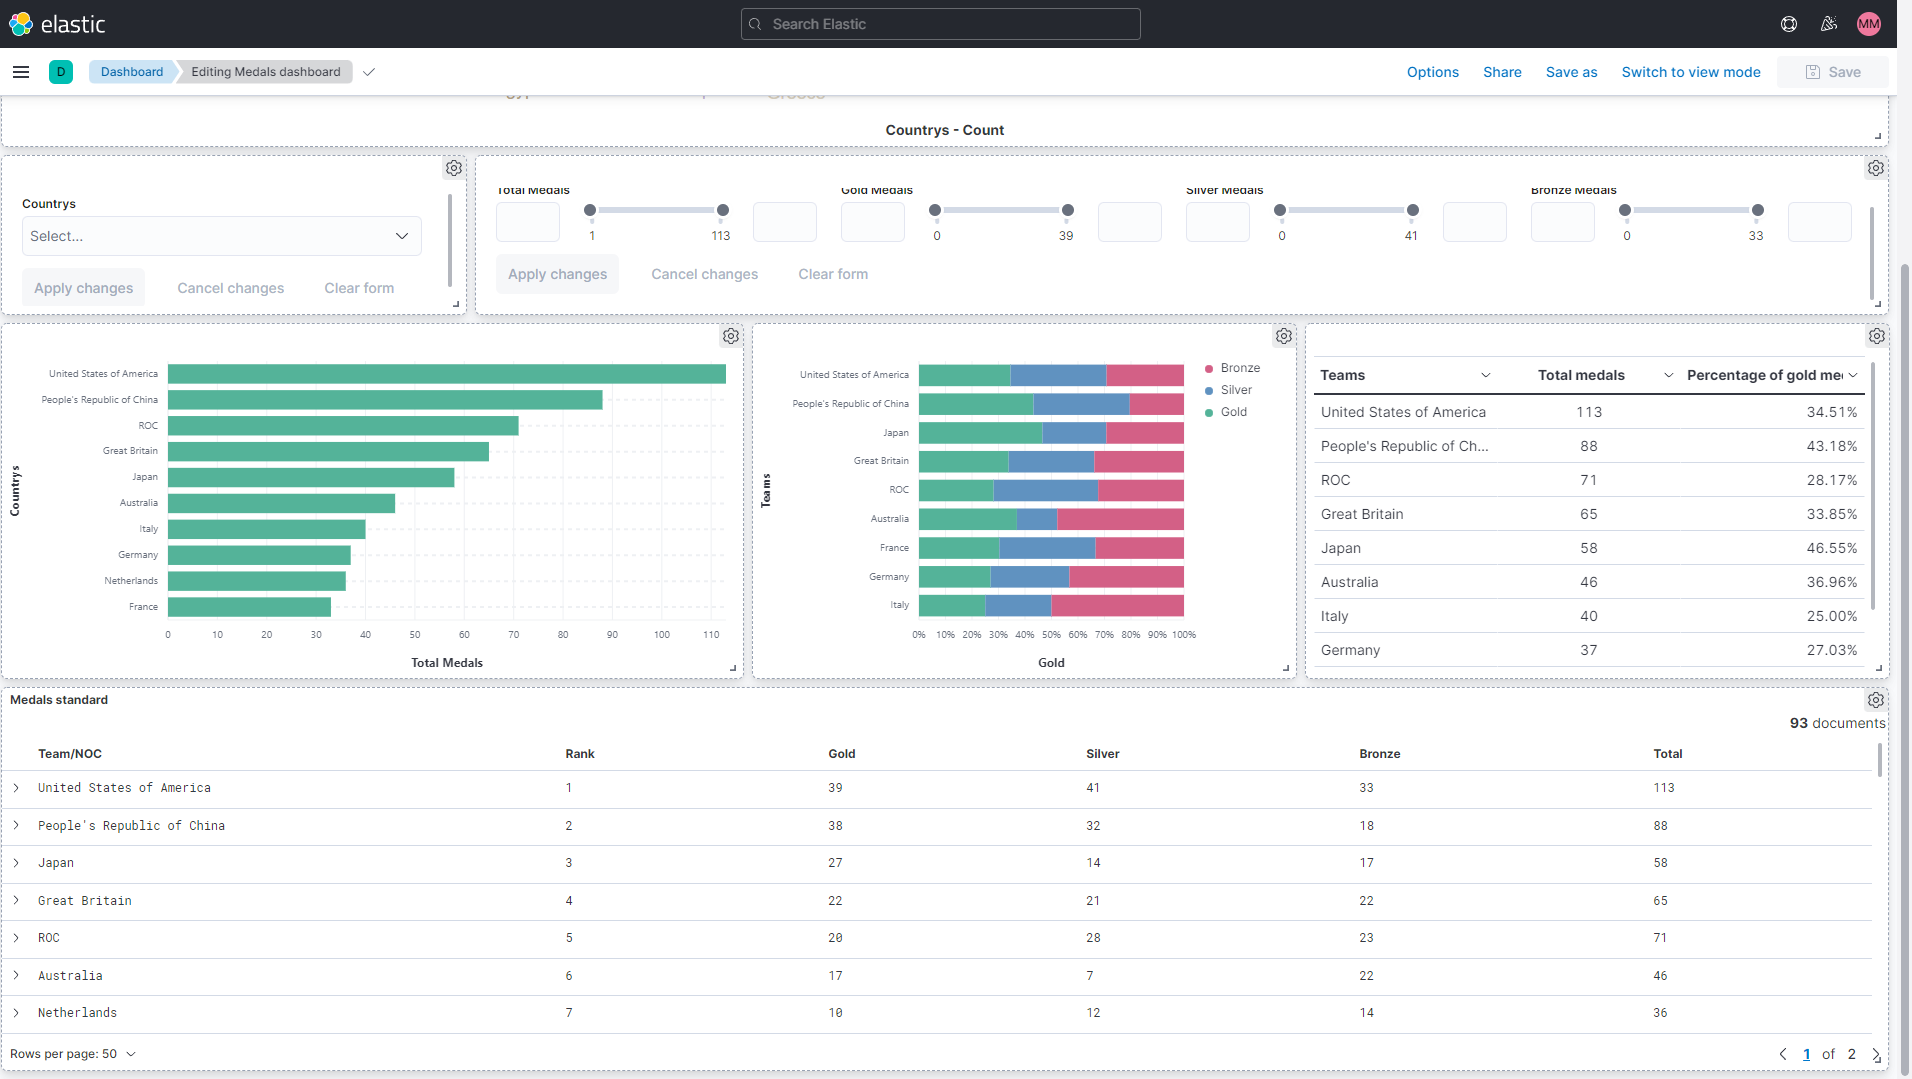 elastic
Search Elastic
MM
D
Dashboard
Editing Medals dashboard
Options
Share
Save as
Switch to view mode
Save
Countrys - Count
Countrys
Select...
Apply changes Cancel changes Clear form
Total Medals
1 113
Gold Medals
0 39
Silver Medals
0 41
Bronze Medals
0 33
Apply changes Cancel changes Clear form
Countrys
United States of America
People's Republic of China
ROC
Great Britain
Japan
Australia
Italy
Germany
Netherlands
France
0 10 20 30 40 50 60 70 80 90 100 110
Total Medals
Teams
United States of America
People's Republic of China
Japan
Great Britain
ROC
Australia
France
Germany
Italy
0% 10% 20% 30% 40% 50% 60% 70% 80% 90% 100%
Gold
Bronze
Silver
Gold
Teams Total medals Percentage of gold me
United States of America 113 34.51%
People's Republic of Ch... 88 43.18%
ROC 71 28.17%
Great Britain 65 33.85%
Japan 58 46.55%
Australia 46 36.96%
Italy 40 25.00%
Germany 37 27.03%
Medals standard
93 documents
Team/NOC Rank Gold Silver Bronze Total
United States of America 1 39 41 33 113
People's Republic of China 2 38 32 18 88
Japan 3 27 14 17 58
Great Britain 4 22 21 22 65
ROC 5 20 28 23 71
Australia 6 17 7 22 46
Netherlands 7 10 12 14 36
Rows per page: 50
1 of 2